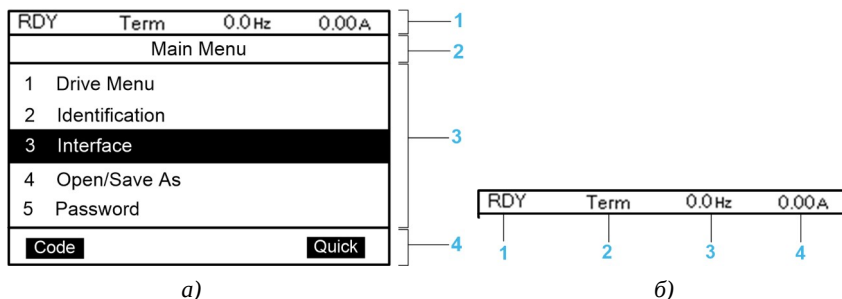 RDY Term 0.0Hz 0.00A 1
Main Menu 2
1 Drive Menu
2 Identification
3 Interface 3
4 Open/Save As
5 Password
Code Quick 4
а)
RDY Term 0.0Hz 0.00A
1 2 3 4
б)